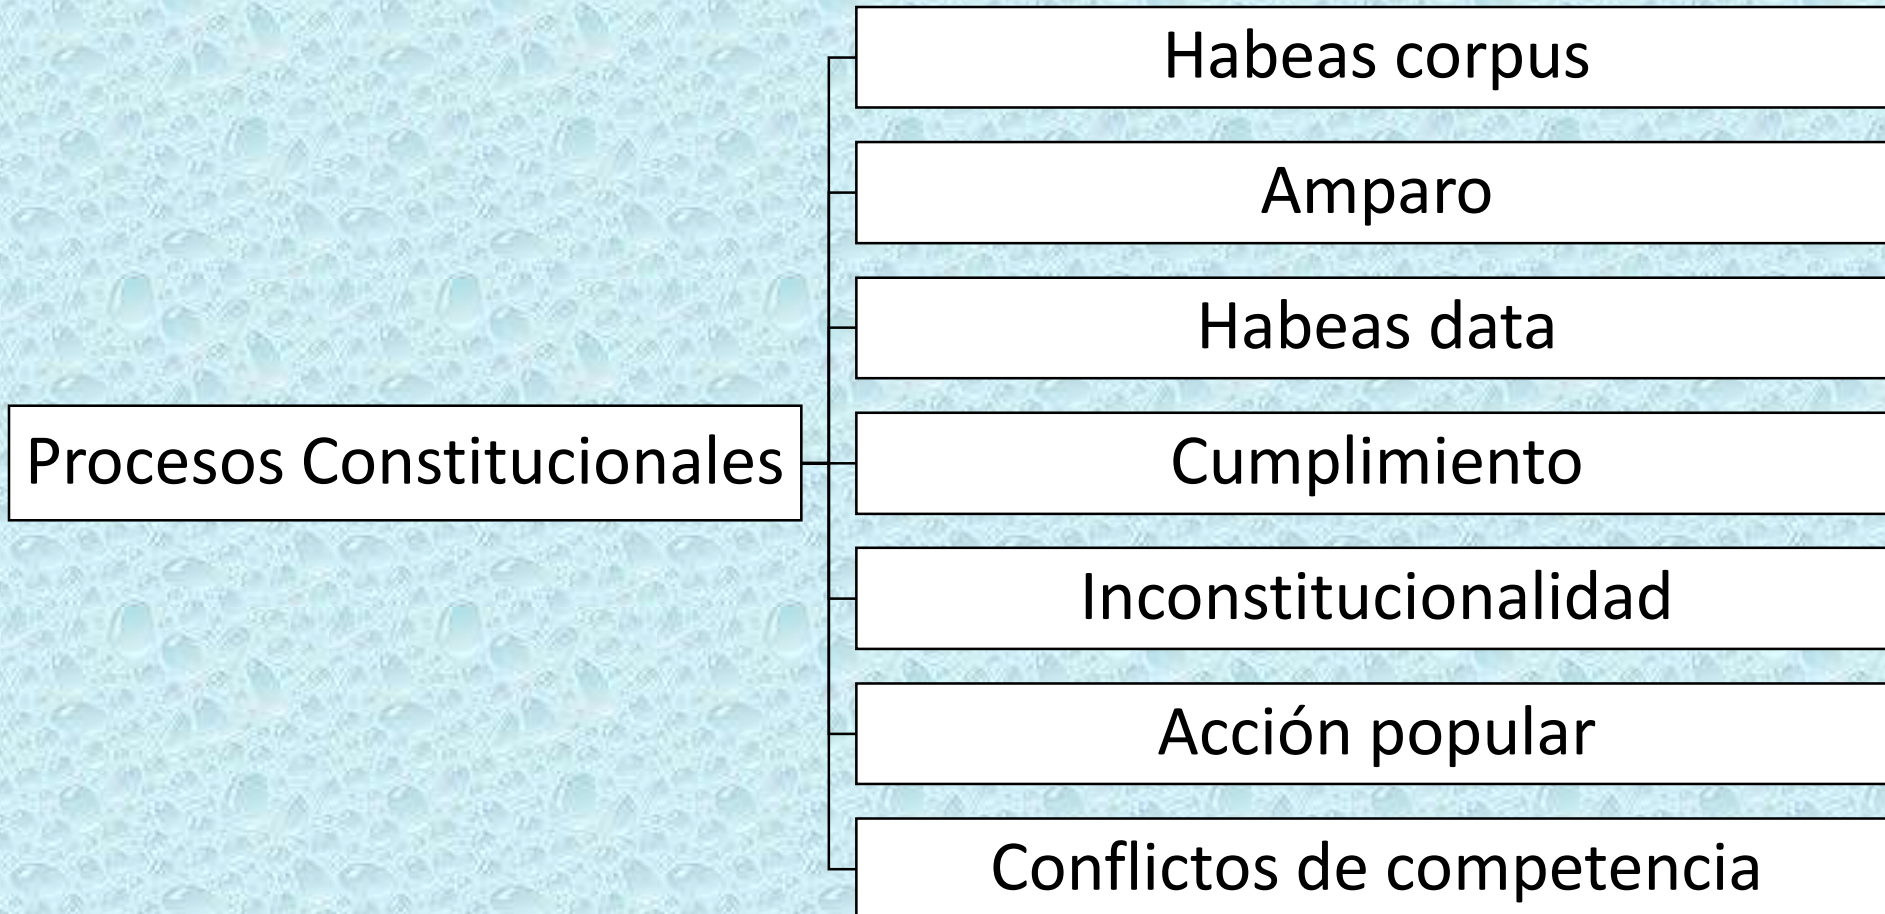 Procesos Constitucionales
Habeas corpus
Amparo
Habeas data
Cumplimiento
Inconstitucionalidad
Acción popular
Conflictos de competencia